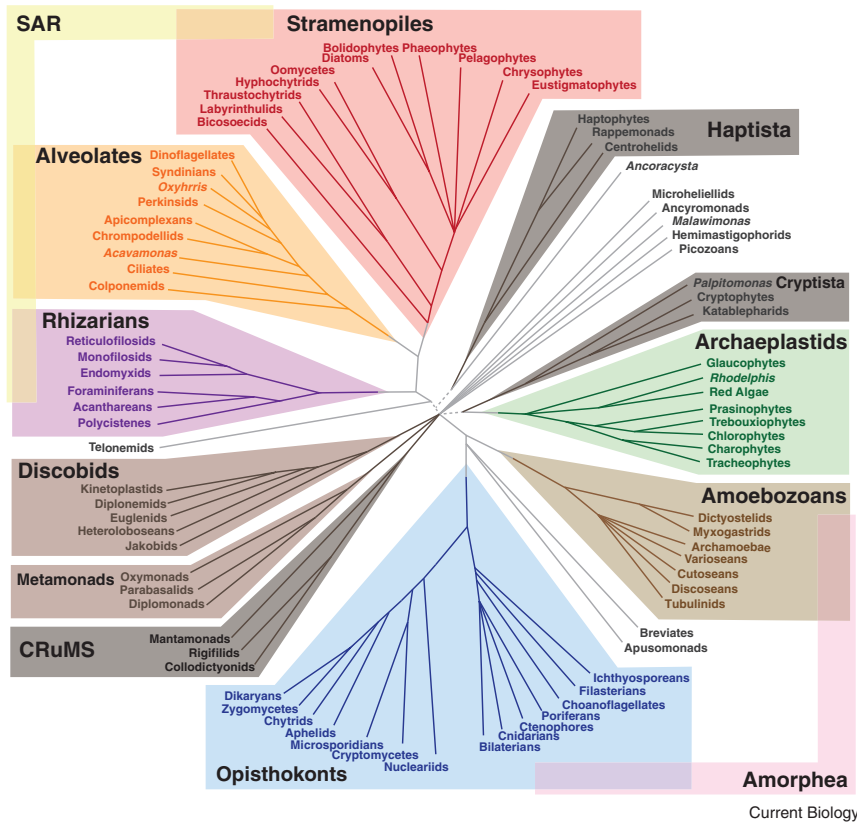 SAR
Stramenopiles
Bolidophytes Phaeophytes
Diatoms
Pelagophytes
Oomycetes
Chrysophytes
Hyphochytrids
Eustigmatophytes
Thraustochytrids
Labyrinthulids
Bicosoecids
Haptophytes
Rappemonads
Haptista
Centrohelids
Ancoracysta
Alveolates
Dinoflagellates
Syndinians
Oxyhrris
Perkinsids
Apicomplexans
Chrompodellids
Acavamonas
Ciliates
Colponemids
Microheliellids
Ancyromonads
Malawimonas
Hemimastigophorids
Picozoans
Palpitomonas Cryptista
Cryptophytes
Katablepharids
Rhizarians
Reticulofilosids
Monofilosids
Endomyxids
Foraminiferans
Acanthareans
Polycistenes
Archaeplastids
Glaucophytes
Rhodelphis
Red Algae
Prasinophytes
Trebouxiophytes
Chlorophytes
Charophytes
Tracheophytes
Telonemids
Discobids
Kinetoplastids
Diplonemids
Euglenids
Heteroloboseans
Jakobids
Amoebozoans
Dictyostelids
Myxogastrids
Archamoebae
Varioseans
Cutoseans
Discoseans
Tubulinids
Metamonads
Oxymonads
Parabasalids
Diplomonads
Breviates
Apusomonads
CRuMS
Mantamonads
Rigifilids
Collodictyonids
Dikaryans
Zygomycetes
Chytrids
Aphelids
Microsporidians
Cryptomycetes
Nucleariids
Ichthyosporeans
Filasterians
Choanoflagellates
Poriferans
Ctenophores
Cnidarians
Bilaterians
Opisthokonts
Amorphea
Current Biology